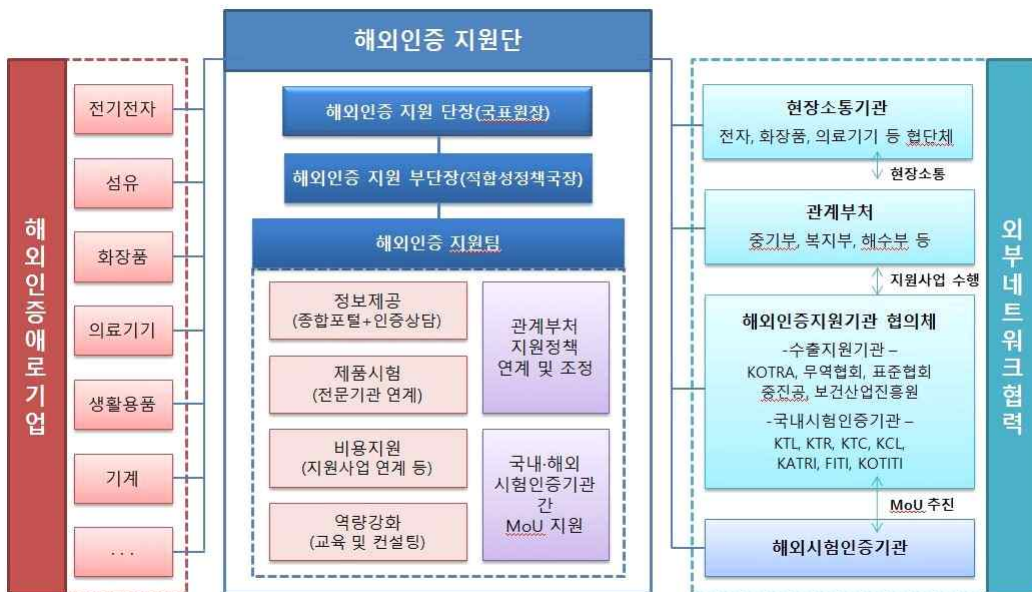 해외인증 지원단
해외인증애로기업
전기전자
섬유
화장품
의료기기
생활용품
기계
...
해외인증 지원 단장(국표원장)
해외인증 지원 부단장(적합성정책국장)
해외인증 지원팀
정보제공
(종합포털+인증상담)
제품시험
(전문기관 연계)
비용지원
(지원사업 연계 등)
역량강화
(교육 및 컨설팅)
관계부처
지원정책
연계 및 조정
국내·해외
시험인증기관
간
MoU 지원
현장소통기관
전자, 화장품, 의료기기 등 협단체
현장소통
관계부처
중기부, 복지부, 해수부 등
지원사업 수행
해외인증지원기관 협의체
-수출지원기관 –
KOTRA, 무역협회, 표준협회
중진공, 보건산업진흥원
-국내시험인증기관 –
KTL, KTR, KTC, KCL,
KATRI, FITI, KOTITI
MoU 추진
해외시험인증기관
외부네트워크협력